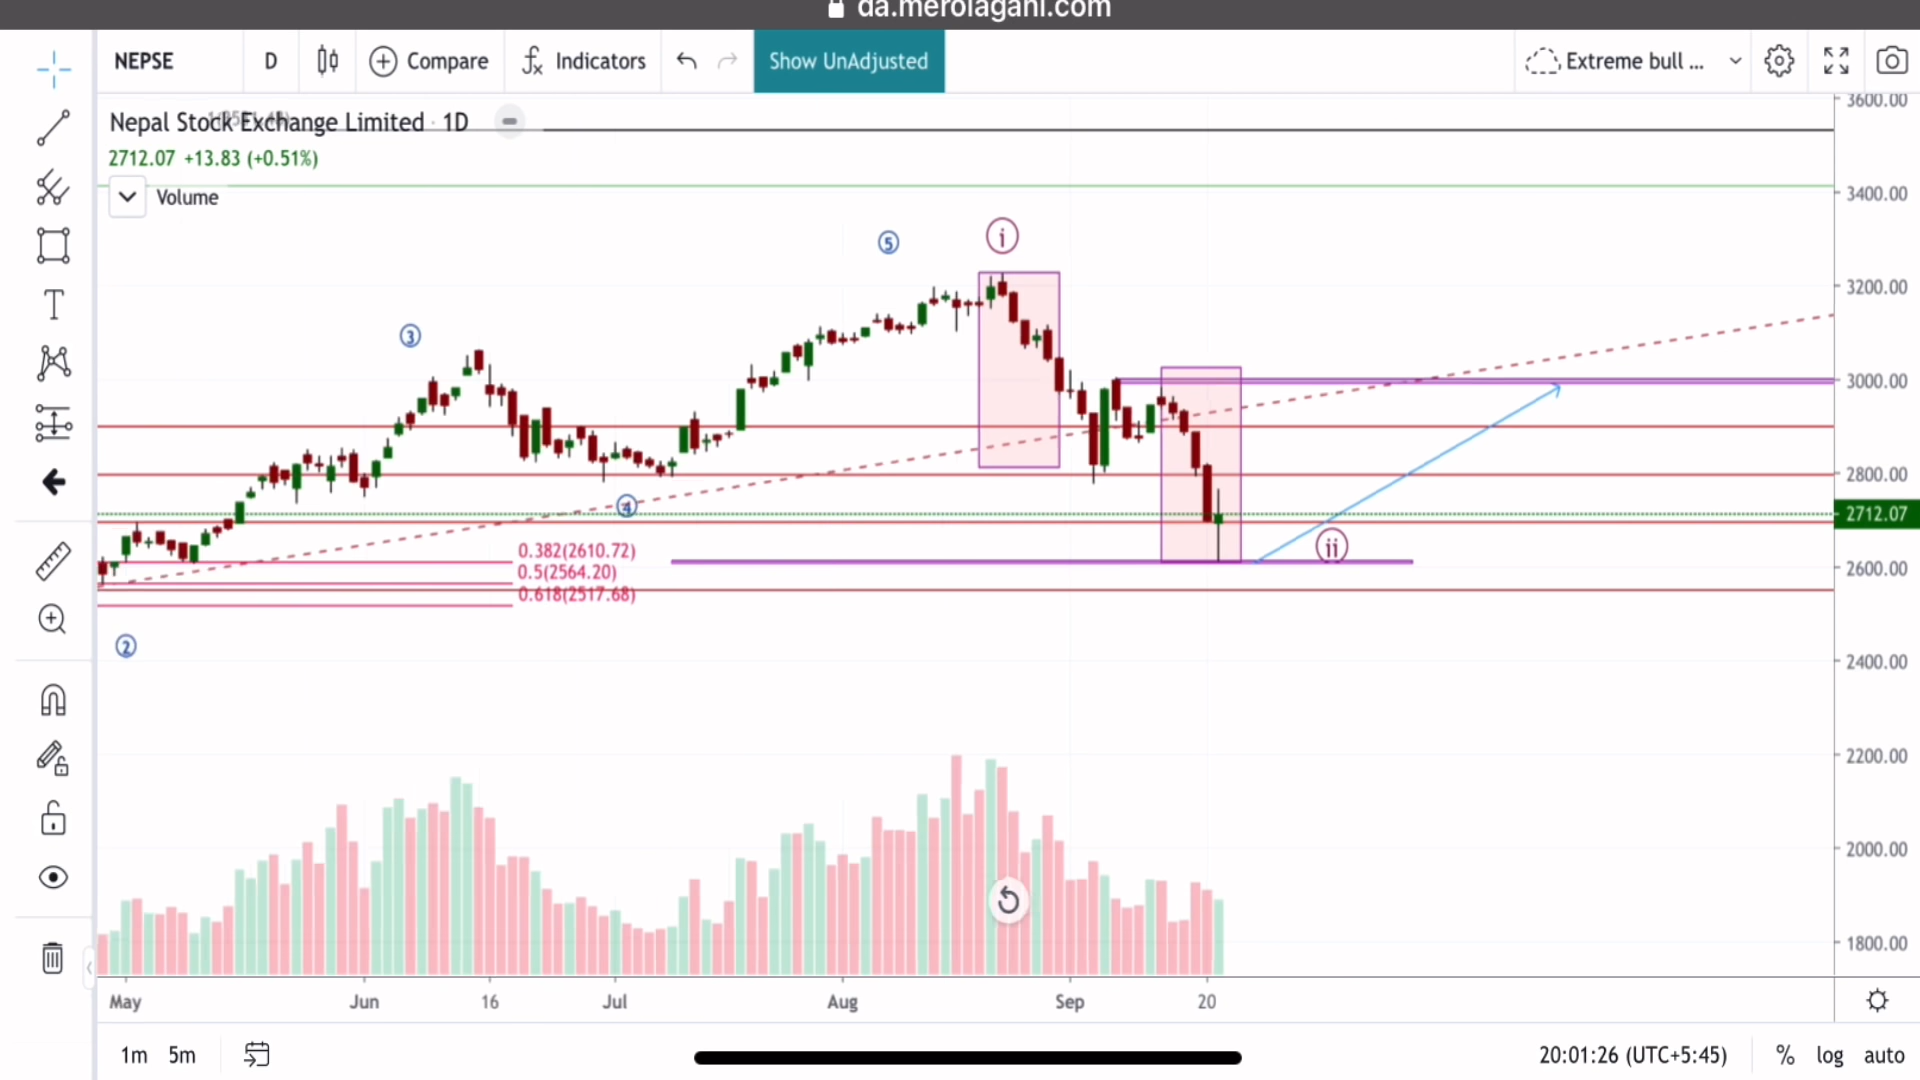 da.merolagani.com
NEPSE D Compare Indicators Show UnAdjusted Extreme bull ...
Nepal Stock Exchange Limited · 1D
2712.07 +13.83 (+0.51%)
Volume
3600.00
3400.00
3200.00
3000.00
2800.00
2712.07
2600.00
2400.00
2200.00
2000.00
1800.00
5
i
3
4
ii
0.382(2610.72)
0.5(2564.20)
0.618(2517.68)
2
May Jun 16 Jul Aug Sep 20
1m 5m 20:01:26 (UTC+5:45) % log auto